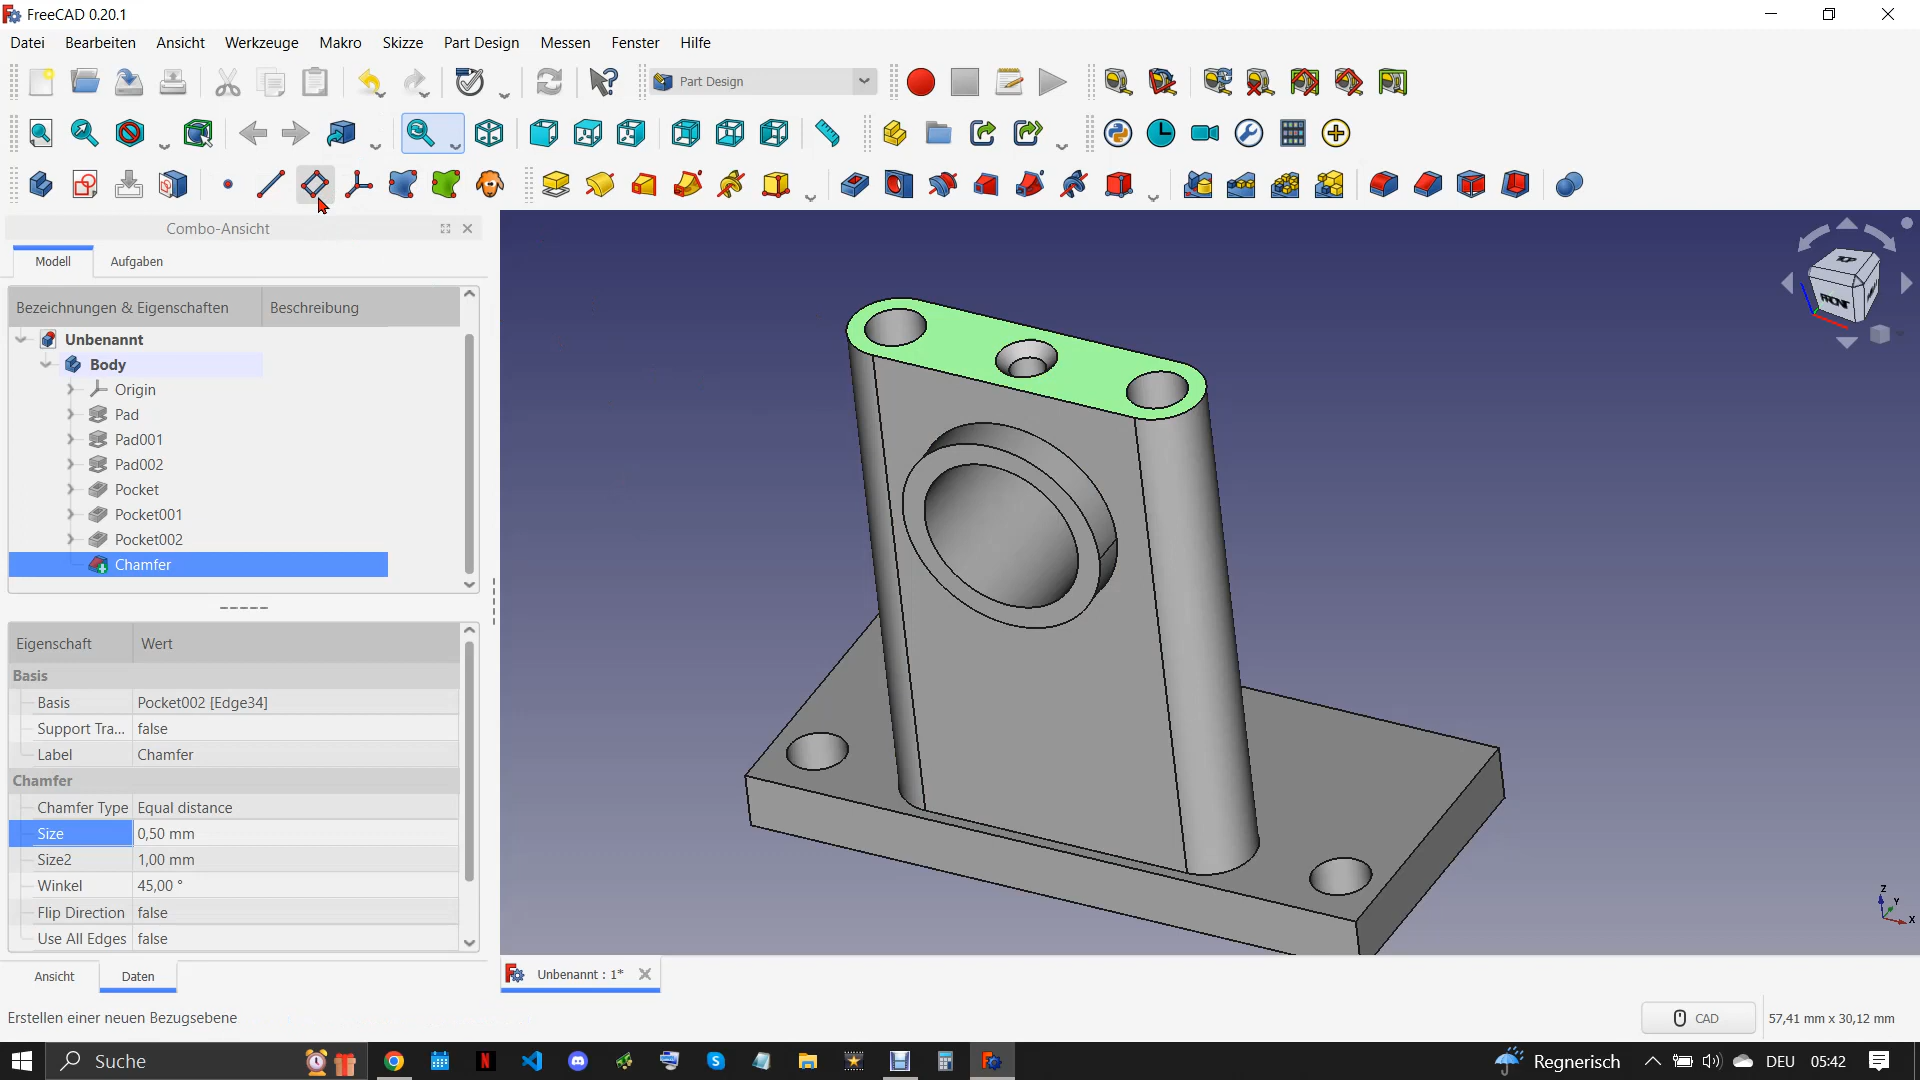 FreeCAD 0.20.1
Datei Bearbeiten Ansicht Werkzeuge Makro Skizze Part Design Messen Fenster Hilfe
Part Design
Combo-Ansicht
Modell Aufgaben
Bezeichnungen & Eigenschaften Beschreibung
Unbenannt
Body
Origin
Pad
Pad001
Pad002
Pocket
Pocket001
Pocket002
Chamfer
Eigenschaft Wert
Basis
Basis Pocket002 [Edge34]
Support Tra... false
Label Chamfer
Chamfer
Chamfer Type Equal distance
Size 0,50 mm
Size2 1,00 mm
Winkel 45,00 °
Flip Direction false
Use All Edges false
Ansicht Daten
TOP
FRONT
Z
Y
X
Unbenannt : 1*
Erstellen einer neuen Bezugsebene
CAD
57,41 mm x 30,12 mm
Suche
Regnerisch
DEU
05:42